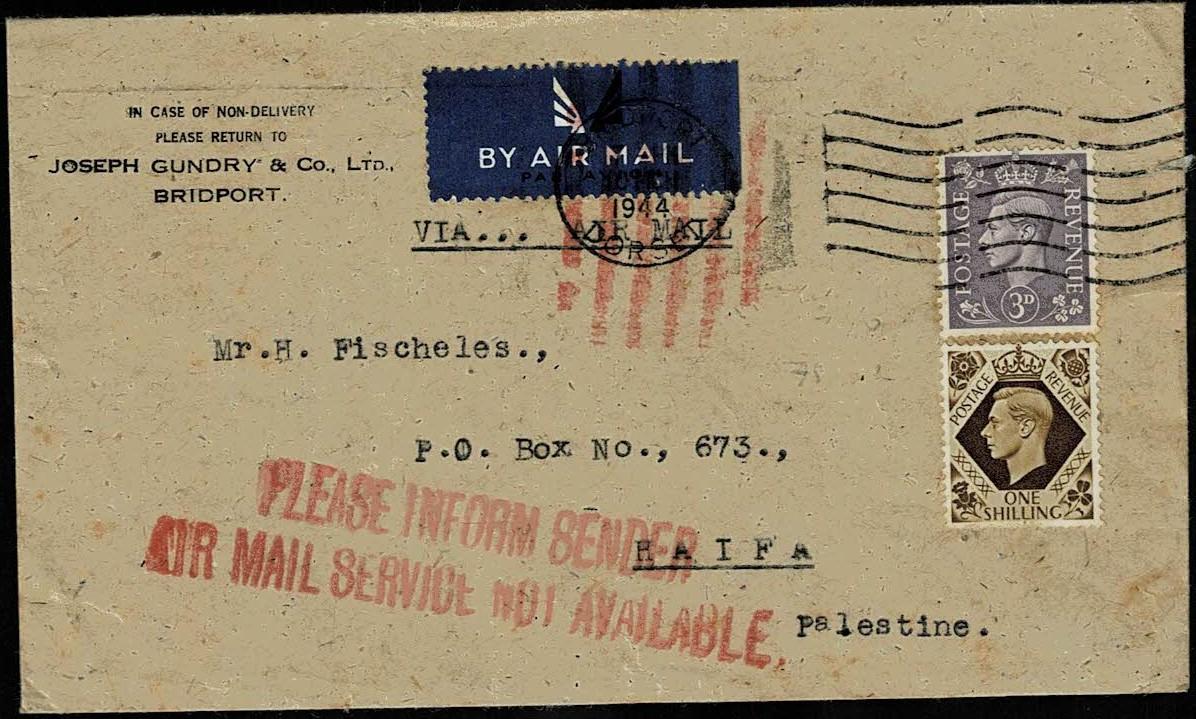 IN CASE OF NON-DELIVERY
PLEASE RETURN TO
JOSEPH GUNDRY & Co., LTD.,
BRIDPORT.
BY AIR MAIL
PAR AVION
1944
VIA... AIR MAIL
POSTAGE REVENUE
3D
POSTAGE REVENUE
ONE
SHILLING
Mr.H. Fischeles.,
P.O. Box No., 673.,
PLEASE INFORM SENDER
AIR MAIL SERVICE NOT AVAILABLE.
HAIFA
Palestine.